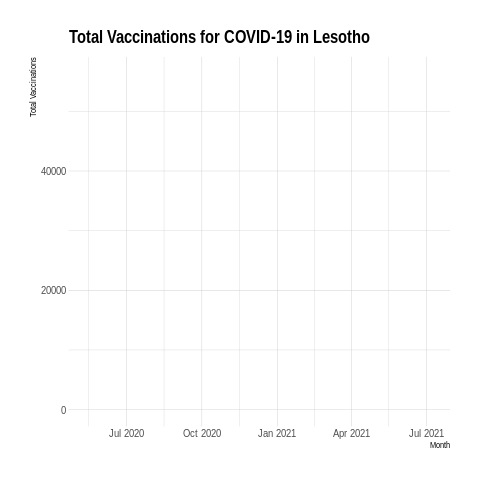 Total Vaccinations for COVID-19 in Lesotho
Total Vaccinations
40000
20000
0
Jul 2020 Oct 2020 Jan 2021 Apr 2021 Jul 2021
Month